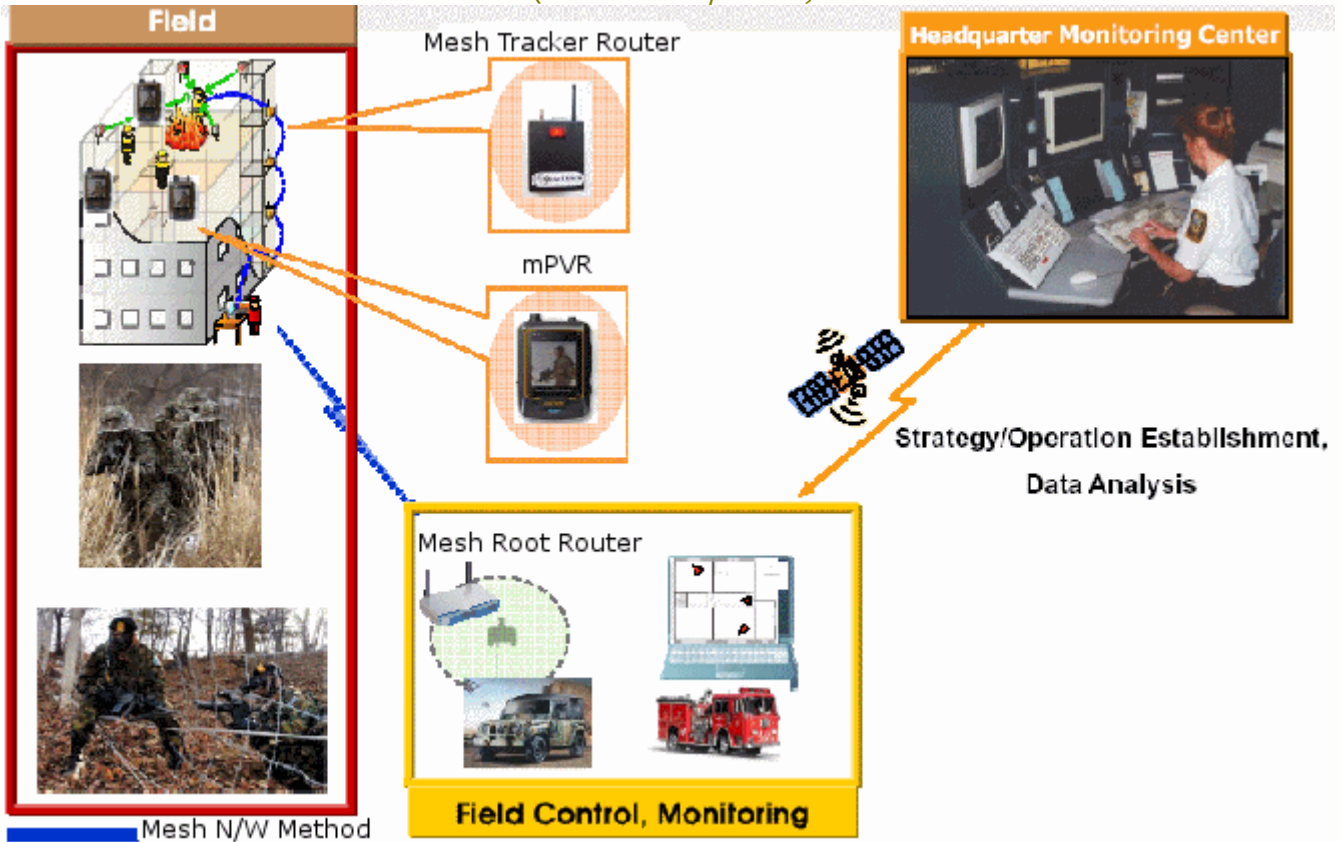 Field
Mesh Tracker Router
Headquarter Monitoring Center
mPVR
Strategy/Operation Establishment,
Data Analysis
Mesh Root Router
Field Control, Monitoring
Mesh N/W Method